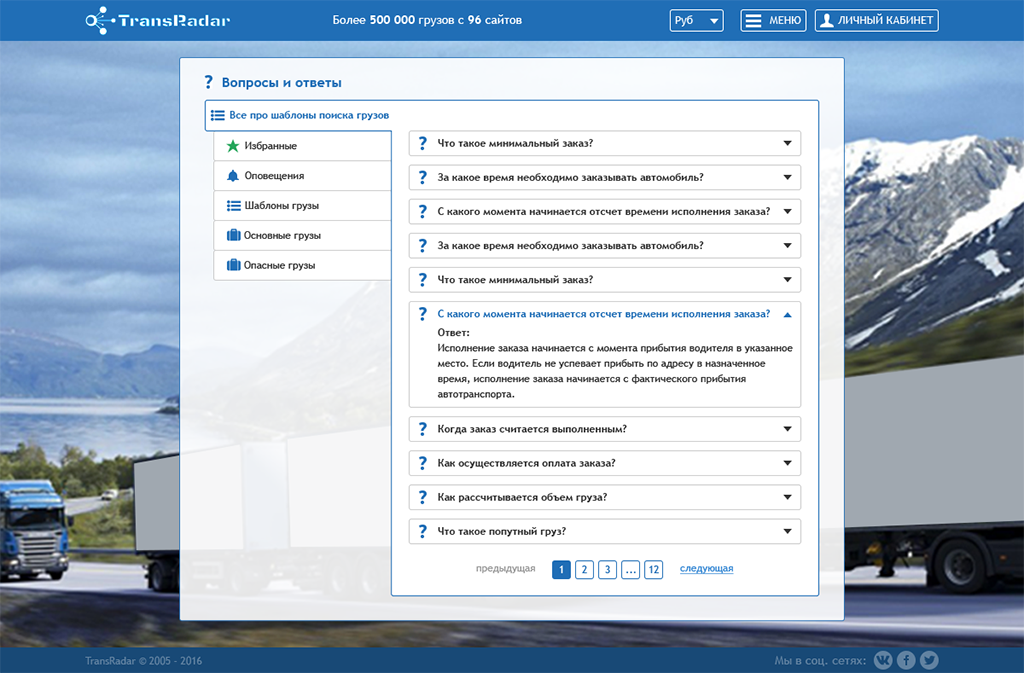 TransRadar
Более 500 000 грузов с 96 сайтов
Руб
МЕНЮ
ЛИЧНЫЙ КАБИНЕТ
? Вопросы и ответы
Все про шаблоны поиска грузов
Избранные
Оповещения
Шаблоны грузы
Основные грузы
Опасные грузы
? Что такое минимальный заказ?
? За какое время необходимо заказывать автомобиль?
? С какого момента начинается отсчет времени исполнения заказа?
? За какое время необходимо заказывать автомобиль?
? Что такое минимальный заказ?
? С какого момента начинается отсчет времени исполнения заказа?
Ответ:
Исполнение заказа начинается с момента прибытия водителя в указанное
место. Если водитель не успевает прибыть по адресу в назначенное
время, исполнение заказа начинается с фактического прибытия
автотранспорта.
? Когда заказ считается выполненным?
? Как осуществляется оплата заказа?
? Как рассчитывается объем груза?
? Что такое попутный груз?
предыдущая 1 2 3 ... 12 следующая
TransRadar © 2005 - 2016
Мы в соц. сетях: